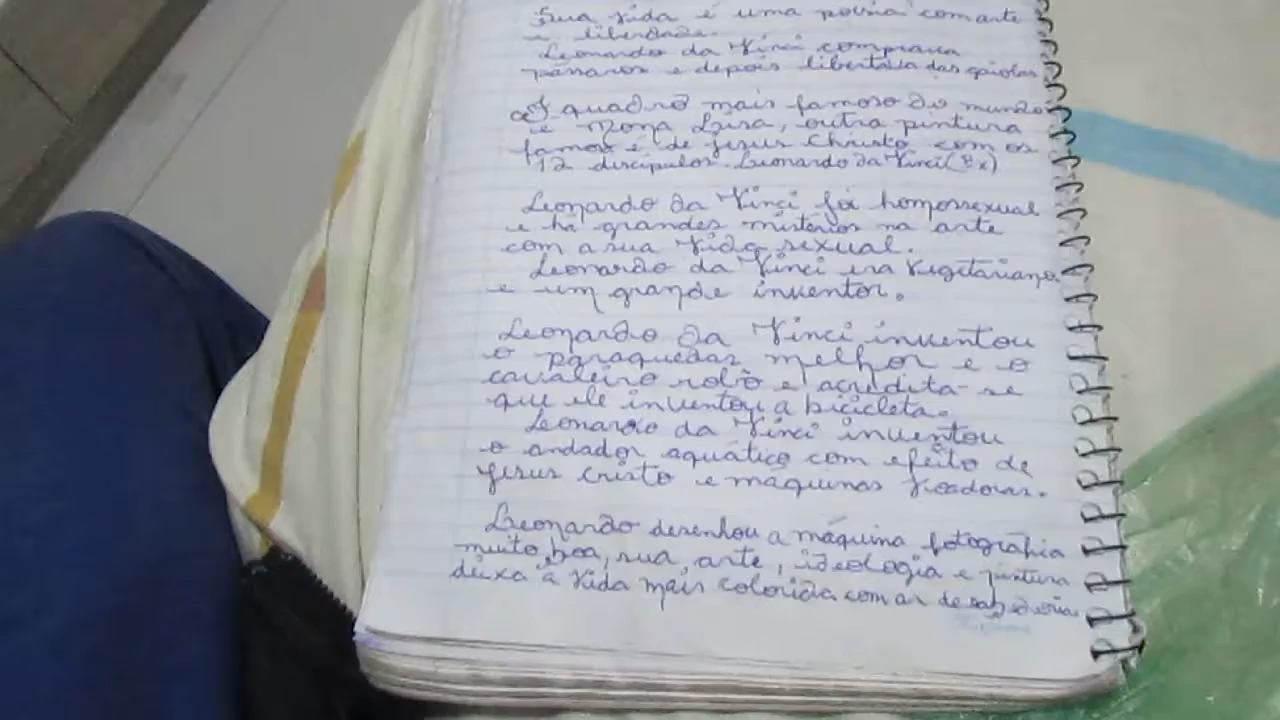 Sua vida é uma poesia com arte
e liberdade.
Leonardo da Vinci comprava
pássaros e depois libertava das gaiolas
O quadro mais famoso do mundo
é Mona Lisa, outra pintura
famosa é de Jesus Christo com os
12 discípulos. Leonardo da Vinci (8x)
Leonardo da Vinci foi homossexual
e há grandes mistérios na arte
com a sua vida sexual.
Leonardo da Vinci era vegetariano
e um grande inventor.
Leonardo da Vinci inventou
o paraquedas melhor e o
cavaleiro robô e acredita-se
que ele inventou a bicicleta.
Leonardo da Vinci inventou
o andador aquático com efeito de
Jesus Cristo e máquinas voadoras.
Leonardo desenhou a máquina fotográfia
muito boa, sua, arte, ideologia e pintura
deixa à vida mais colorida com ar de sabedoria